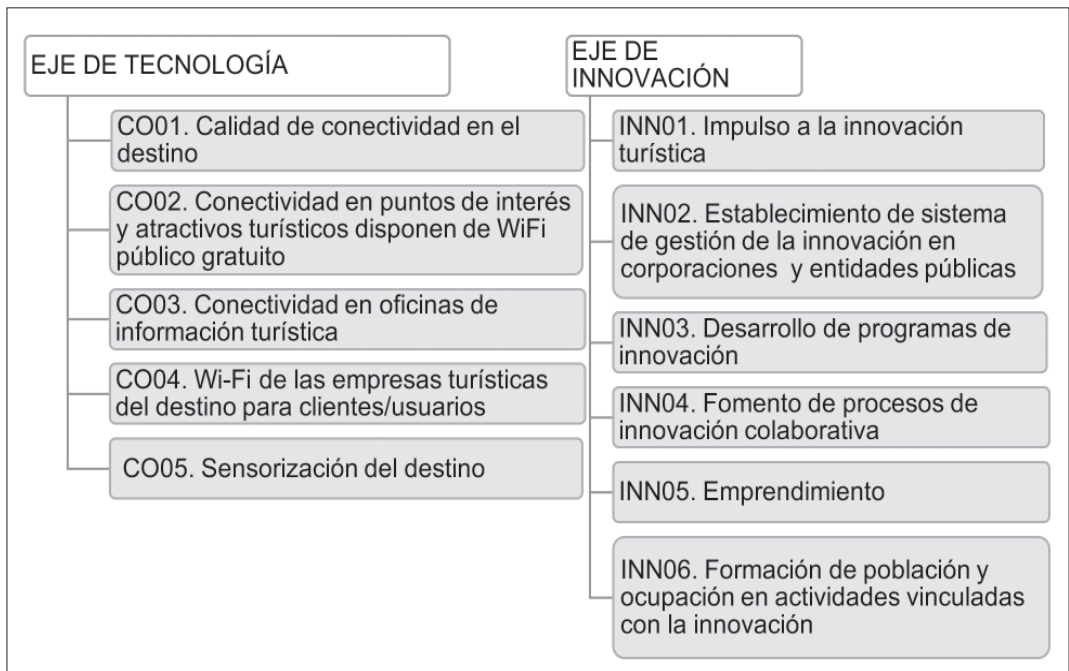 EJE DE TECNOLOGÍA
CO01. Calidad de conectividad en el
destino
CO02. Conectividad en puntos de interés
y atractivos turísticos disponen de WiFi
público gratuito
CO03. Conectividad en oficinas de
información turística
CO04. Wi-Fi de las empresas turísticas
del destino para clientes/usuarios
CO05. Sensorización del destino
EJE DE
INNOVACIÓN
INN01. Impulso a la innovación
turística
INN02. Establecimiento de sistema
de gestión de la innovación en
corporaciones y entidades públicas
INN03. Desarrollo de programas de
innovación
INN04. Fomento de procesos de
innovación colaborativa
INN05. Emprendimiento
INN06. Formación de población y
ocupación en actividades vinculadas
con la innovación